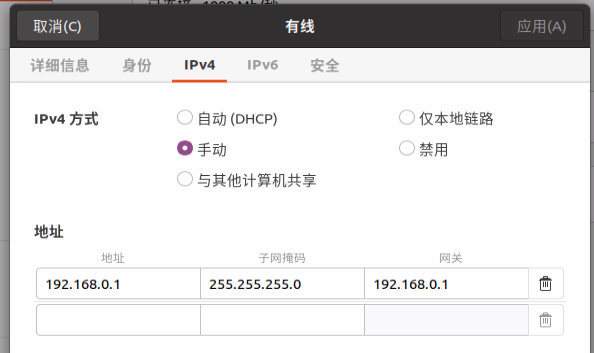 取消(C) 有线 应用(A)
详细信息 身份 IPv4 IPv6 安全
IPv4 方式 自动 (DHCP) 仅本地链路
手动 禁用
与其他计算机共享
地址
地址 子网掩码 网关
192.168.0.1 255.255.255.0 192.168.0.1